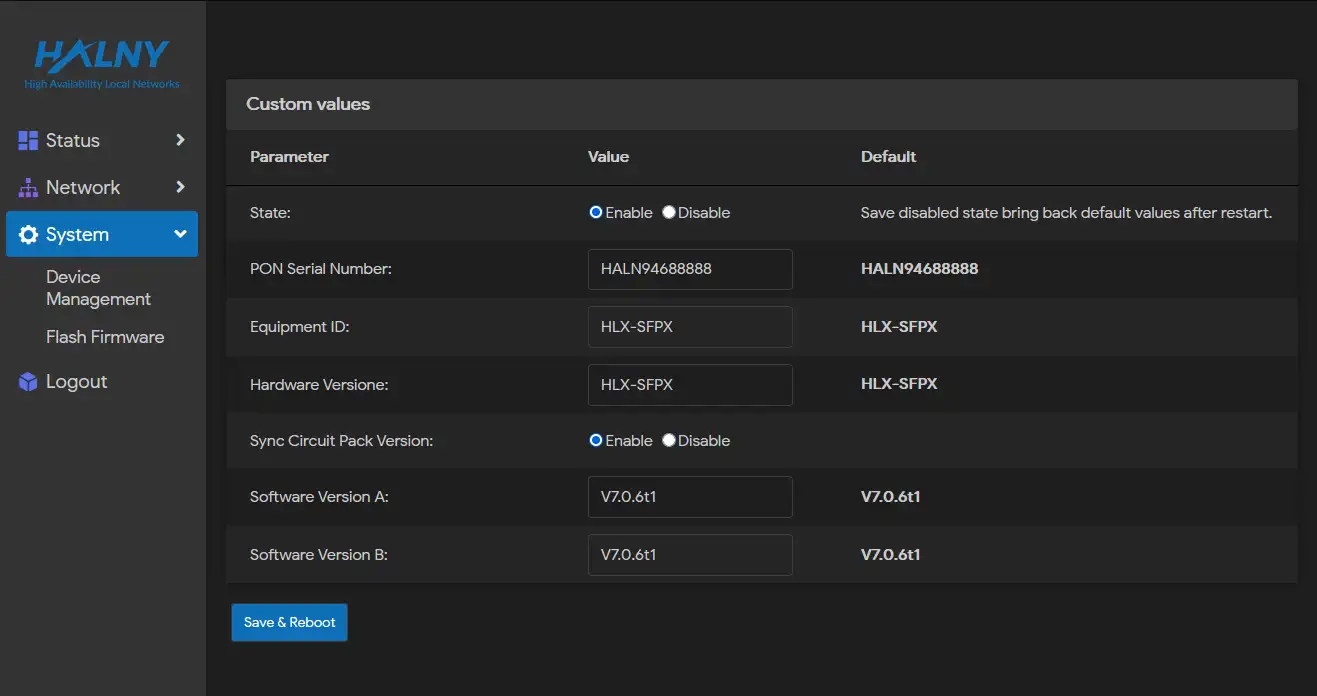 HALNY
High Availability Local Networks
Status
Network
System
Device
Management
Flash Firmware
Logout
Custom values
Parameter Value Default
State: Enable Disable Save disabled state bring back default values after restart.
PON Serial Number: HALN94688888 HALN94688888
Equipment ID: HLX-SFPX HLX-SFPX
Hardware Versione: HLX-SFPX HLX-SFPX
Sync Circuit Pack Version: Enable Disable
Software Version A: V7.0.6t1 V7.0.6t1
Software Version B: V7.0.6t1 V7.0.6t1
Save & Reboot